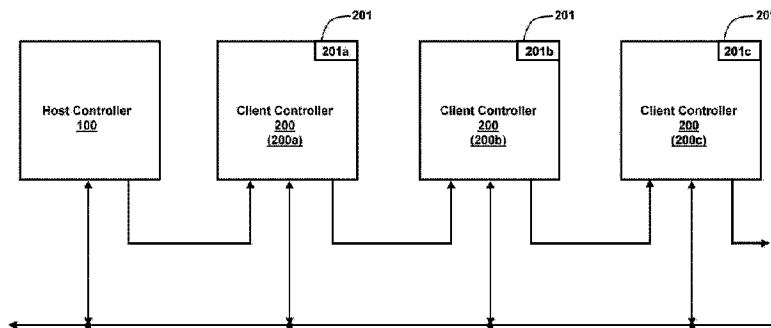 201
201
20
201a
201b
201c
Host Controller
100
Client Controller
200
(200a)
Client Controller
200
(200b)
Client Controller
200
(200c)